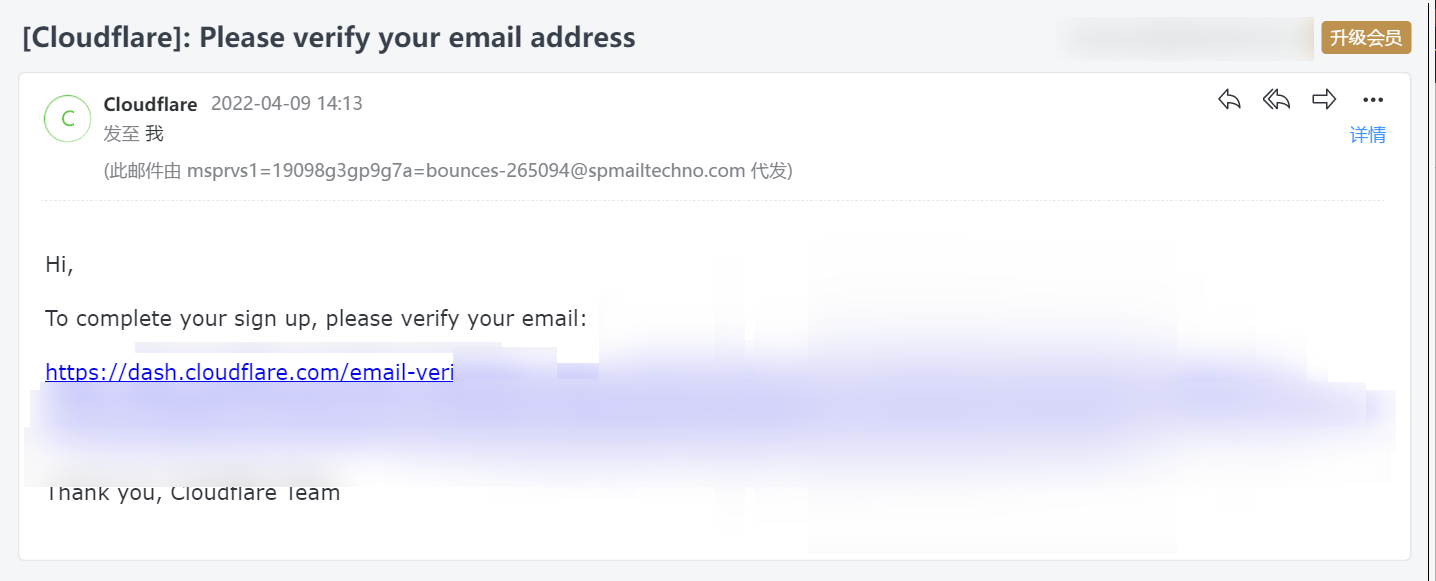 [Cloudflare]: Please verify your email address
升级会员
C
Cloudflare 2022-04-09 14:13
发至 我
详情
(此邮件由 msprvs1=19098g3gp9g7a=bounces-265094@spmailtechno.com 代发)
Hi,
To complete your sign up, please verify your email:
https://dash.cloudflare.com/email-veri
Thank you, Cloudflare Team